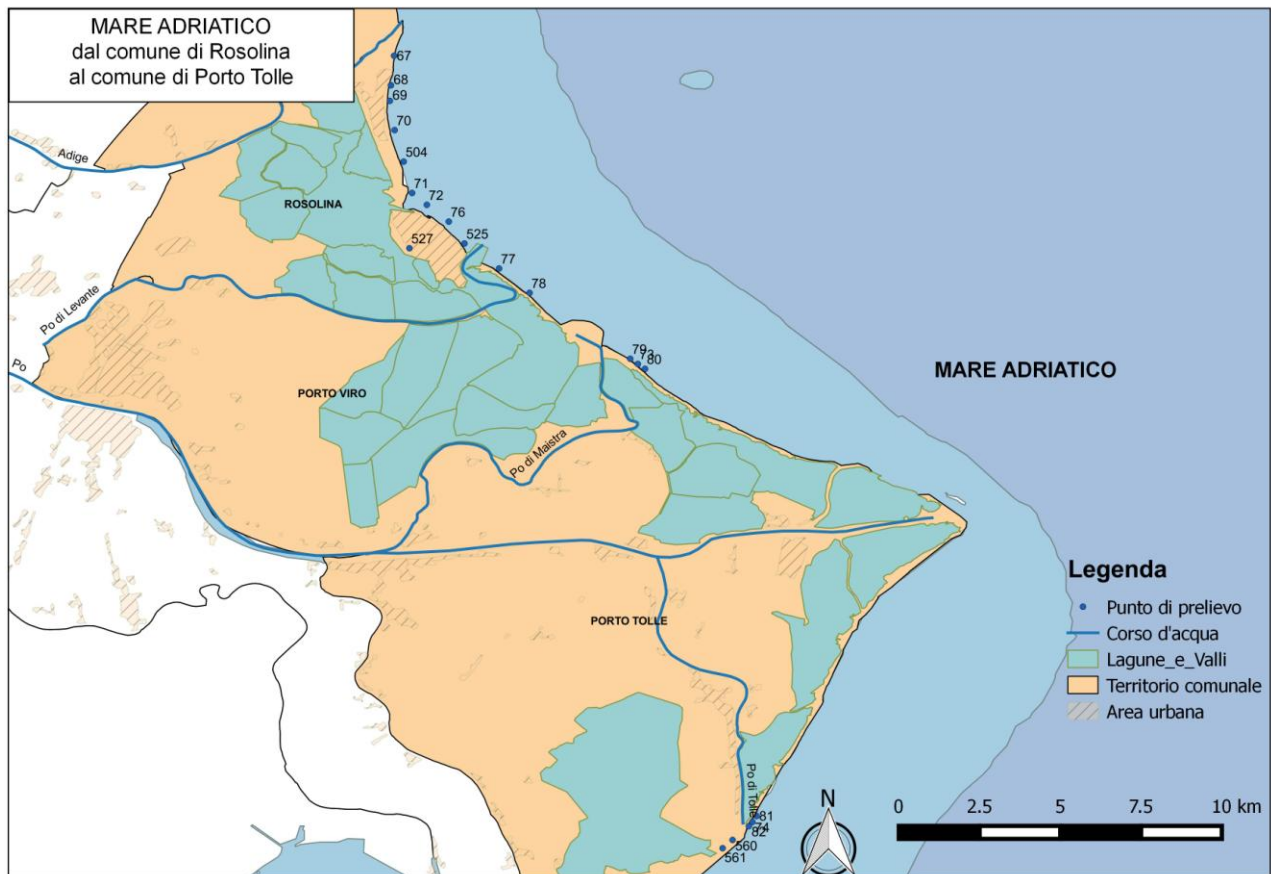 MARE ADRIATICO
dal comune di Rosolina
al comune di Porto Tolle
67
68
69
70
504
71
72
76
525
527
77
78
79
73
80
Adige
ROSOLINA
Po di Levante
Po
PORTO VIRO
Po di Maistra
MARE ADRIATICO
PORTO TOLLE
Po di Tolle
81
74
82
560
561
Legenda
Punto di prelievo
Corso d'acqua
Lagune_e_Valli
Territorio comunale
Area urbana
N
0 2.5 5 7.5 10 km